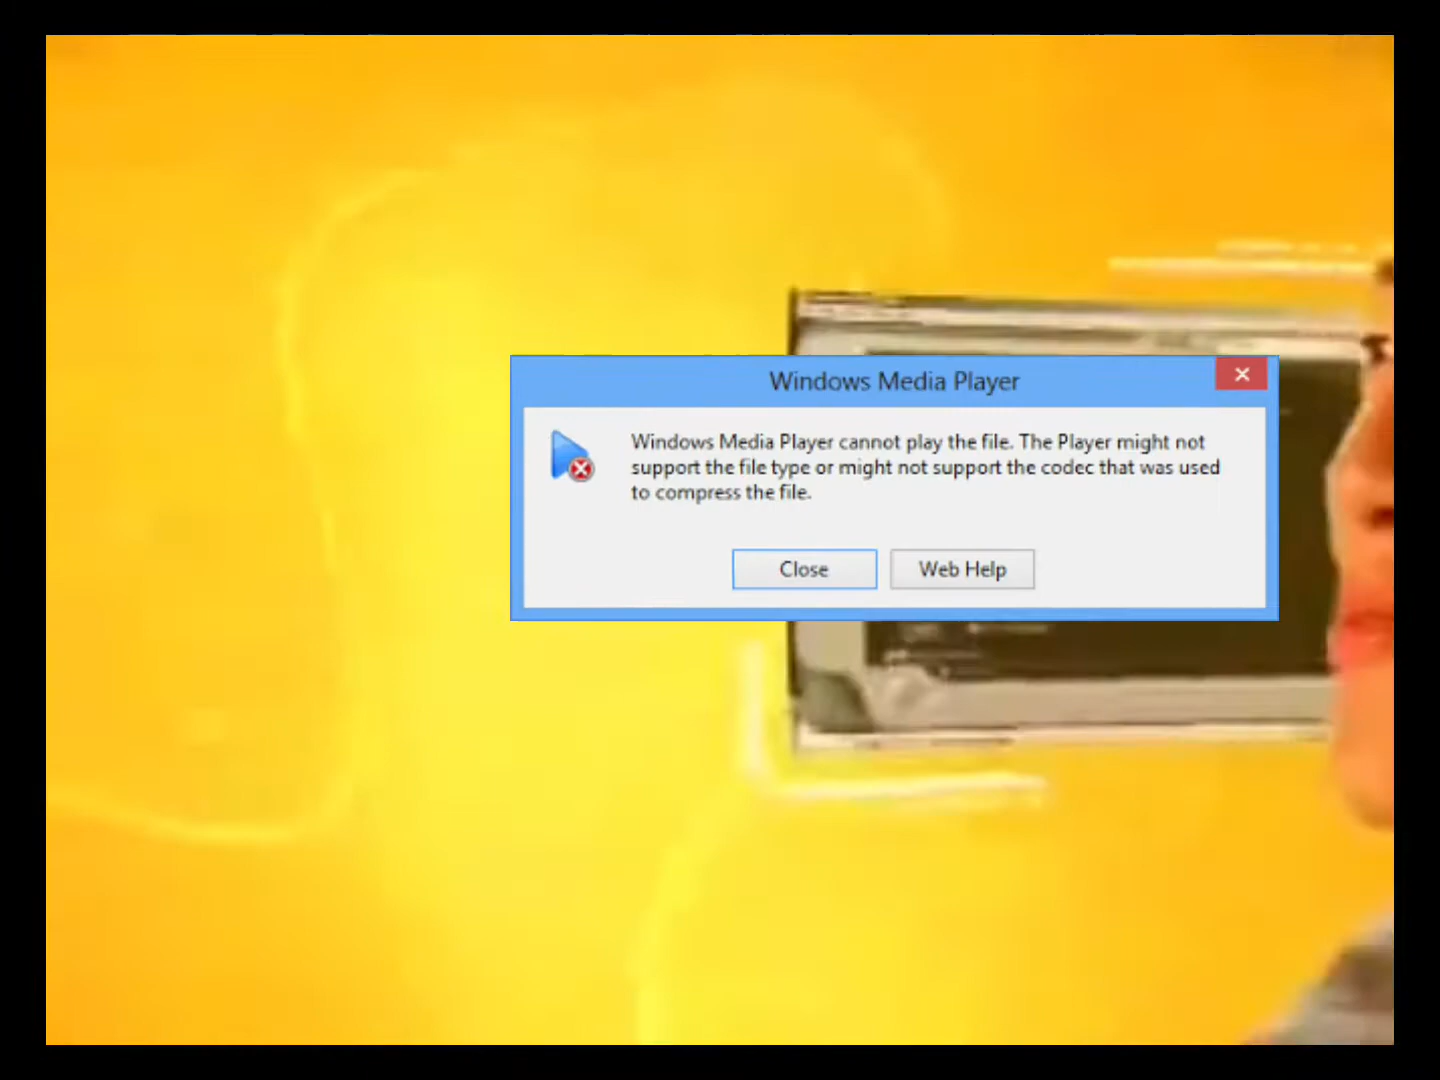 Windows Media Player
Windows Media Player cannot play the file. The Player might not
support the file type or might not support the codec that was used
to compress the file.
Close
Web Help